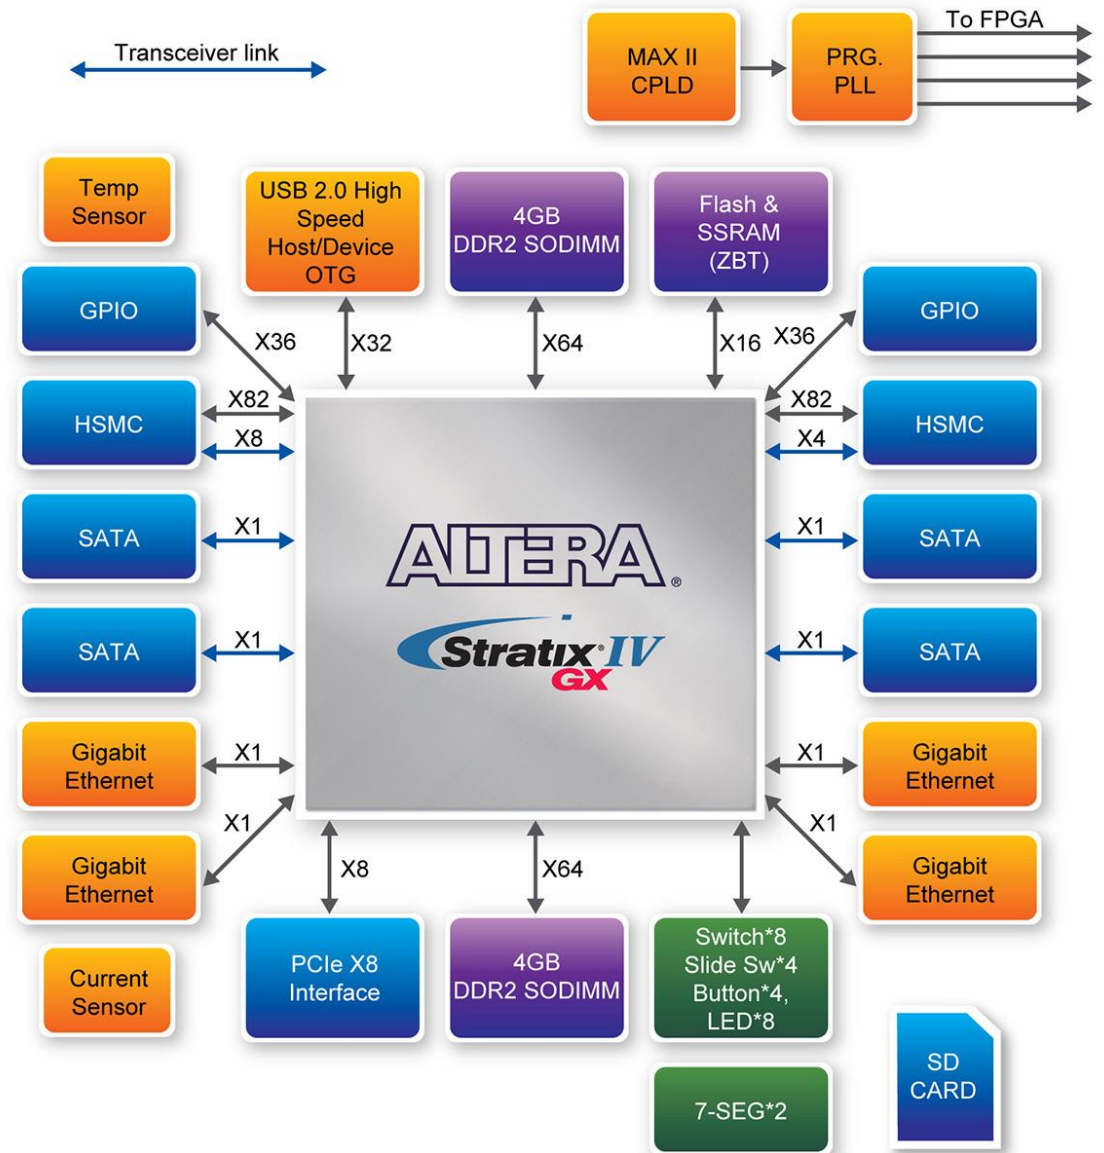 Transceiver link
MAX II
CPLD
PRG.
PLL
To FPGA
Temp
Sensor
USB 2.0 High
Speed
Host/Device
OTG
4GB
DDR2 SODIMM
Flash &
SSRAM
(ZBT)
GPIO
GPIO
X36
X32
X64
X16
X36
HSMC
X82
X8
X82
X4
HSMC
SATA
X1
X1
SATA
ALTERA®
Stratix® IV
GX
SATA
X1
X1
SATA
Gigabit
Ethernet
X1
X1
Gigabit
Ethernet
Gigabit
Ethernet
X1
X1
Gigabit
Ethernet
X8
X64
Current
Sensor
PCIe X8
Interface
4GB
DDR2 SODIMM
Switch*8
Slide Sw*4
Button*4,
LED*8
7-SEG*2
SD
CARD